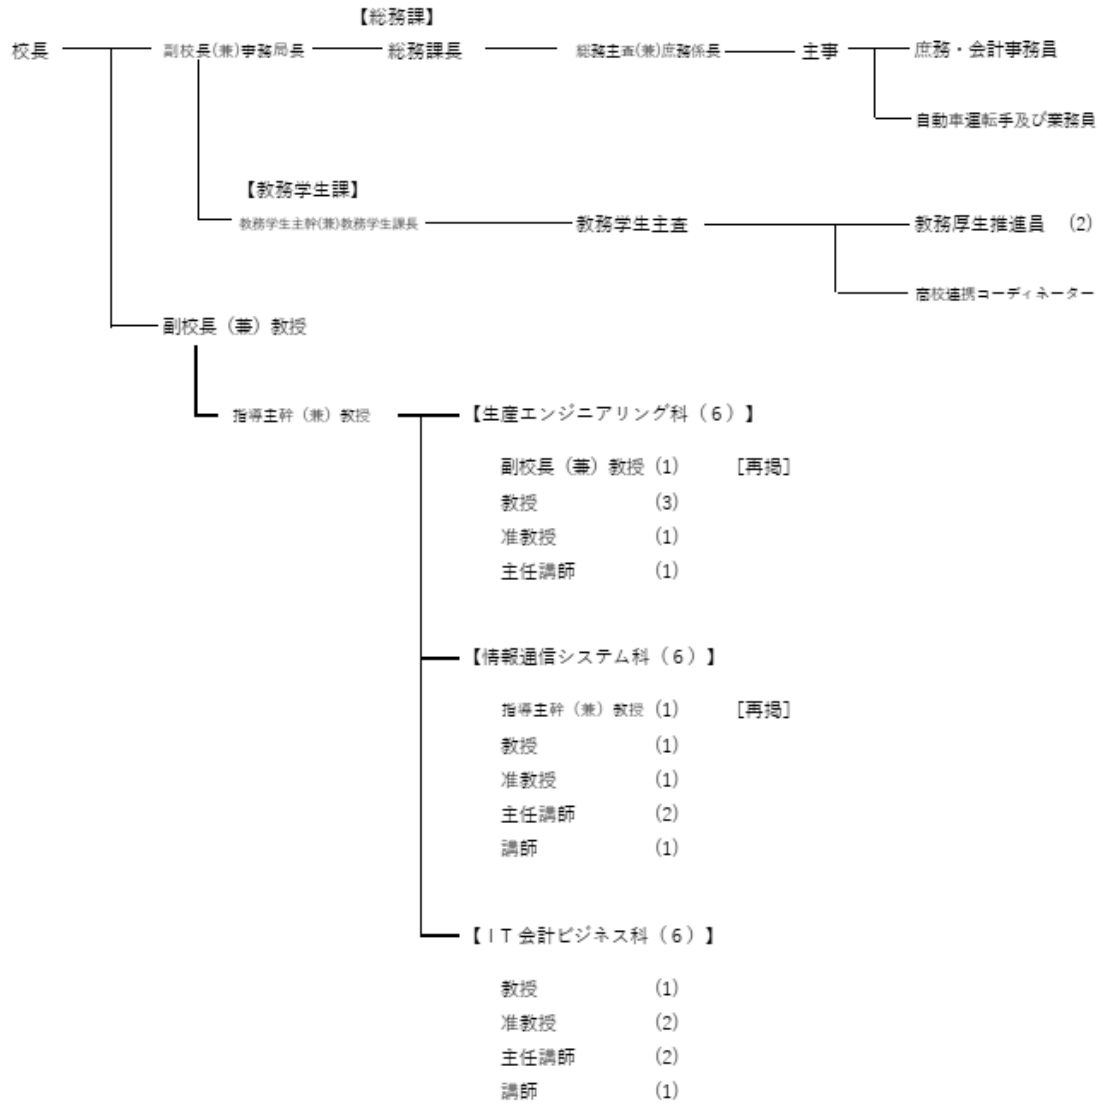 【総務課】
校長 副校長(兼)事務局長 総務課長 総務主査(兼)庶務係長 主事 庶務・会計事務員
自動車運転手及び業務員
【教務学生課】
教務学生主幹(兼)教務学生課長 教務学生主査 教務厚生推進員 (2)
高校連携コーディネーター
副校長（兼）教授
指導主幹（兼）教授 【生産エンジニアリング科（６）】
副校長（兼）教授 (1) [再掲]
教授 (3)
准教授 (1)
主任講師 (1)
【情報通信システム科（６）】
指導主幹（兼）教授 (1) [再掲]
教授 (1)
准教授 (1)
主任講師 (2)
講師 (1)
【ＩＴ会計ビジネス科（６）】
教授 (1)
准教授 (2)
主任講師 (2)
講師 (1)